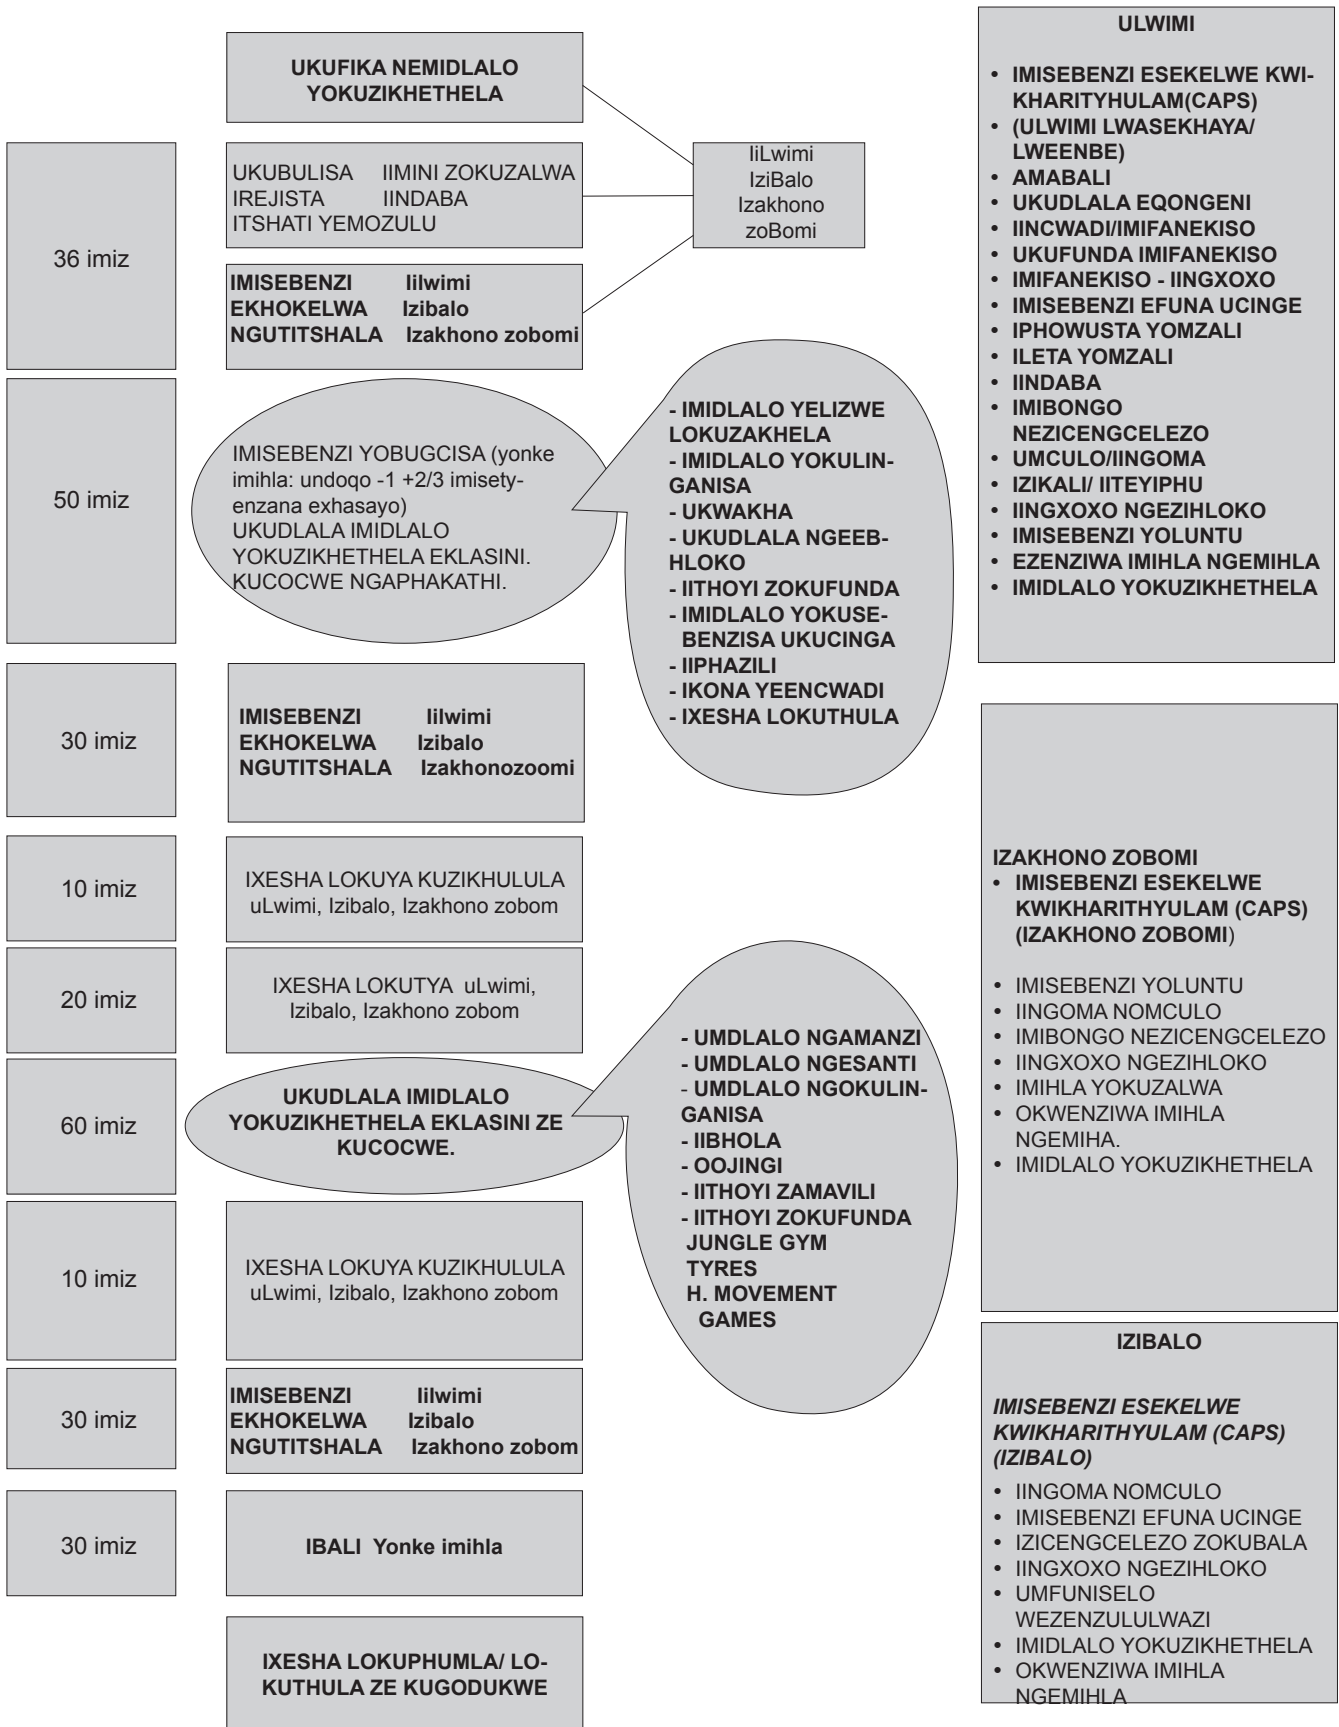 UKUFIKA NEMIDLALO
YOKUZIKHETHELA
36 imiz
UKUBULISA IIMINI ZOKUZALWA
IREJISTA IINDABA
ITSHATI YEMOZULU
IiLwimi
IziBalo
Izakhono
zoBomi
IMISEBENZI Iilwimi
EKHOKELWA Izibalo
NGUTITSHALA Izakhono zobomi
50 imiz
IMISEBENZI YOBUGCISA (yonke
imihla: undoqo -1 +2/3 imisety-
enzana exhasayo)
UKUDLALA IMIDLALO
YOKUZIKHETHELA EKLASINI.
KUCOCWE NGAPHAKATHI.
- IMIDLALO YELIZWE
LOKUZAKHELA
- IMIDLALO YOKULIN-
GANISA
- UKWAKHA
- UKUDLALA NGEEB-
HLOKO
- IITHOYI ZOKUFUNDA
- IMIDLALO YOKUSE-
BENZISA UKUCINGA
- IIPHAZILI
- IKONA YEENCWADI
- IXESHA LOKUTHULA
30 imiz
IMISEBENZI Iilwimi
EKHOKELWA Izibalo
NGUTITSHALA Izakhonozoomi
10 imiz
IXESHA LOKUYA KUZIKHULULA
uLwimi, Izibalo, Izakhono zobom
20 imiz
IXESHA LOKUTYA uLwimi,
Izibalo, Izakhono zobom
60 imiz
UKUDLALA IMIDLALO
YOKUZIKHETHELA EKLASINI ZE
KUCOCWE.
- UMDLALO NGAMANZI
- UMDLALO NGESANTI
- UMDLALO NGOKULIN-
GANISA
- IIBHOLA
- OOJINGI
- IITHOYI ZAMAVILI
- IITHOYI ZOKUFUNDA
JUNGLE GYM
TYRES
H. MOVEMENT
GAMES
10 imiz
IXESHA LOKUYA KUZIKHULULA
uLwimi, Izibalo, Izakhono zobom
30 imiz
IMISEBENZI Iilwimi
EKHOKELWA Izibalo
NGUTITSHALA Izakhono zobom
30 imiz
IBALI Yonke imihla
IXESHA LOKUPHUMLA/ LO-
KUTHULA ZE KUGODUKWE
ULWIMI
• IMISEBENZI ESEKELWE KWI-
KHARITYHULAM(CAPS)
• (ULWIMI LWASEKHAYA/
LWEENBE)
• AMABALI
• UKUDLALA EQONGENI
• IINCWADI/IMIFANEKISO
• UKUFUNDA IMIFANEKISO
• IMIFANEKISO - IINGXOXO
• IMISEBENZI EFUNA UCINGE
• IPHOWUSTA YOMZALI
• ILETA YOMZALI
• IINDABA
• IMIBONGO
NEZICENGCELEZO
• UMCULO/IINGOMA
• IZIKALI/ IITEYIPHU
• IINGXOXO NGEZIHLOKO
• IMISEBENZI YOLUNTU
• EZENZIWA IMIHLA NGEMIHLA
• IMIDLALO YOKUZIKHETHELA
IZAKHONO ZOBOMI
• IMISEBENZI ESEKELWE
KWIKHARITHYULAM (CAPS)
(IZAKHONO ZOBOMI)
• IMISEBENZI YOLUNTU
• IINGOMA NOMCULO
• IMIBONGO NEZICENGCELEZO
• IINGXOXO NGEZIHLOKO
• IMIHLA YOKUZALWA
• OKWENZIWA IMIHLA
NGEMIHA.
• IMIDLALO YOKUZIKHETHELA
IZIBALO
IMISEBENZI ESEKELWE
KWIKHARITHYULAM (CAPS)
(IZIBALO)
• IINGOMA NOMCULO
• IMISEBENZI EFUNA UCINGE
• IZICENGCELEZO ZOKUBALA
• IINGXOXO NGEZIHLOKO
• UMFUNISELO
WEZENZULULWAZI
• IMIDLALO YOKUZIKHETHELA
• OKWENZIWA IMIHLA
NGEMIHLA